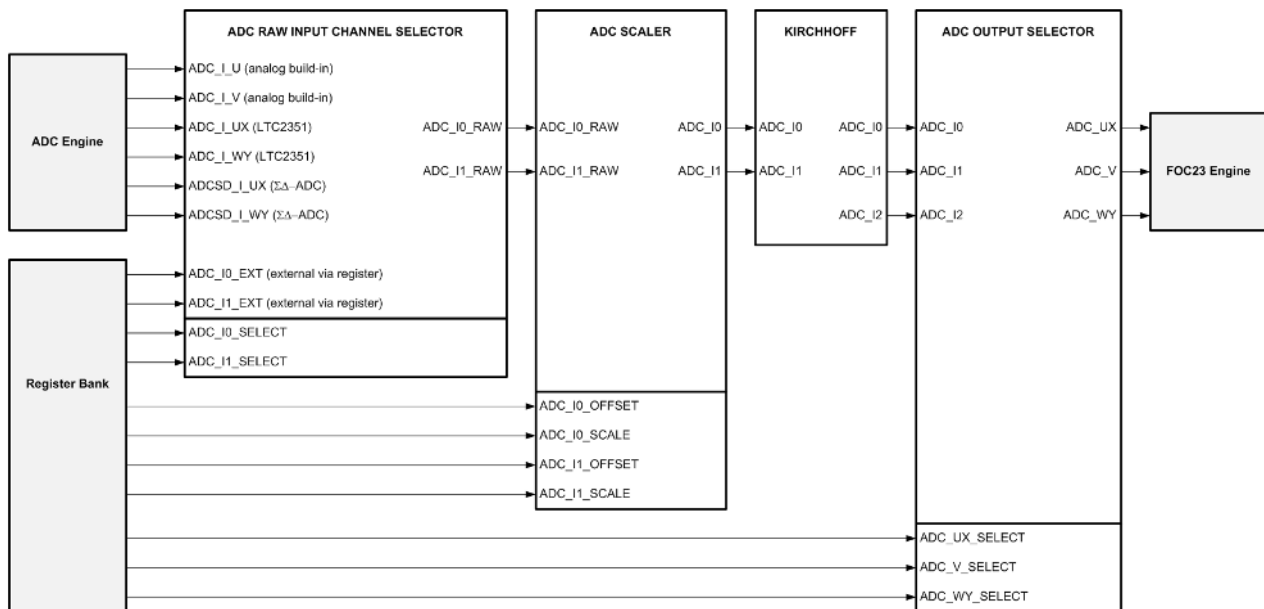 ADC RAW INPUT CHANNEL SELECTOR
ADC SCALER
KIRCHHOFF
ADC OUTPUT SELECTOR
ADC Engine
ADC_I_U (analog build-in)
ADC_I_V (analog build-in)
ADC_I_UX (LTC2351)
ADC_I_WY (LTC2351)
ADCSD_I_UX (ΣΔ–ADC)
ADCSD_I_WY (ΣΔ–ADC)
ADC_I0_RAW
ADC_I1_RAW
ADC_I0_RAW
ADC_I1_RAW
ADC_I0
ADC_I1
ADC_I0
ADC_I1
ADC_I0
ADC_I1
ADC_I2
ADC_I0
ADC_I1
ADC_I2
ADC_UX
ADC_V
ADC_WY
FOC23 Engine
Register Bank
ADC_I0_EXT (external via register)
ADC_I1_EXT (external via register)
ADC_I0_SELECT
ADC_I1_SELECT
ADC_I0_OFFSET
ADC_I0_SCALE
ADC_I1_OFFSET
ADC_I1_SCALE
ADC_UX_SELECT
ADC_V_SELECT
ADC_WY_SELECT